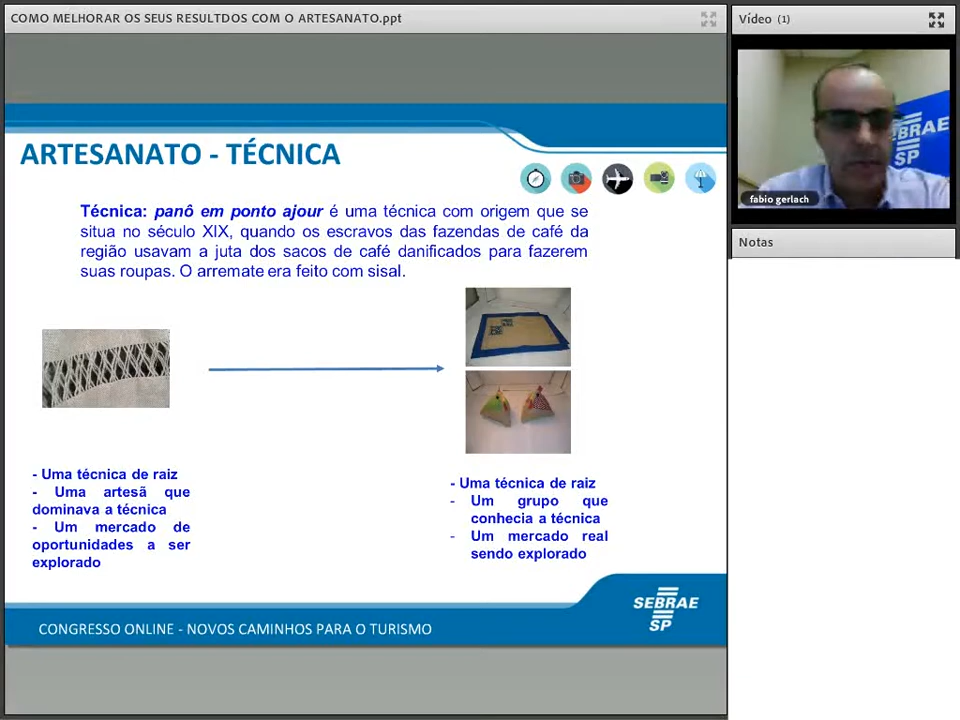 COMO MELHORAR OS SEUS RESULTDOS COM O ARTESANATO.ppt
Vídeo (1)
ARTESANATO - TÉCNICA
Técnica: panô em ponto ajour é uma técnica com origem que se
situa no século XIX, quando os escravos das fazendas de café da
região usavam a juta dos sacos de café danificados para fazerem
suas roupas. O arremate era feito com sisal.
EBRAE
SP
fabio gerlach
Notas
- Uma técnica de raiz
- Uma artesã que
dominava a técnica
- Um mercado de
oportunidades a ser
explorado
- Uma técnica de raiz
- Um grupo que
conhecia a técnica
- Um mercado real
sendo explorado
SEBRAE
SP
CONGRESSO ONLINE - NOVOS CAMINHOS PARA O TURISMO